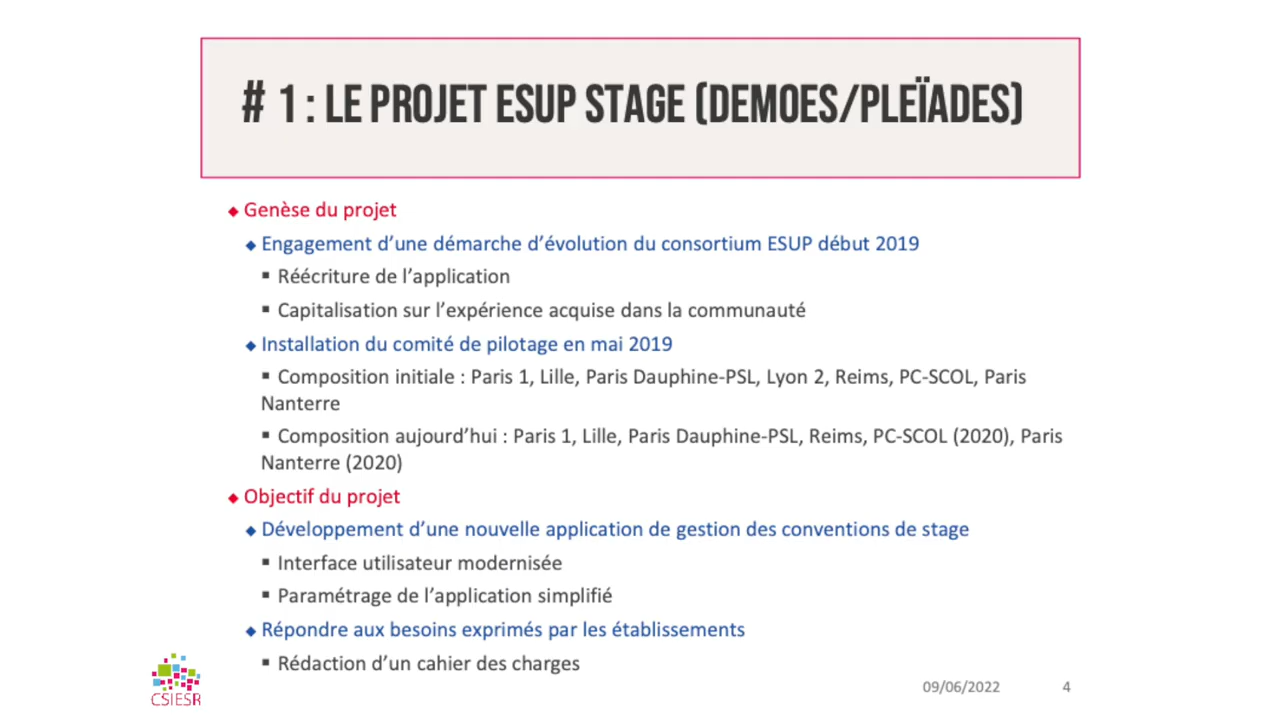 # 1 : LE PROJET ESUP STAGE (DEMOES/PLEÏADES)
◆ Genèse du projet
◆ Engagement d'une démarche d'évolution du consortium ESUP début 2019
▪ Réécriture de l'application
▪ Capitalisation sur l'expérience acquise dans la communauté
◆ Installation du comité de pilotage en mai 2019
▪ Composition initiale : Paris 1, Lille, Paris Dauphine-PSL, Lyon 2, Reims, PC-SCOL, Paris
Nanterre
▪ Composition aujourd'hui : Paris 1, Lille, Paris Dauphine-PSL, Reims, PC-SCOL (2020), Paris
Nanterre (2020)
◆ Objectif du projet
◆ Développement d'une nouvelle application de gestion des conventions de stage
▪ Interface utilisateur modernisée
▪ Paramétrage de l'application simplifié
◆ Répondre aux besoins exprimés par les établissements
▪ Rédaction d'un cahier des charges
CSIESR
09/06/2022 4